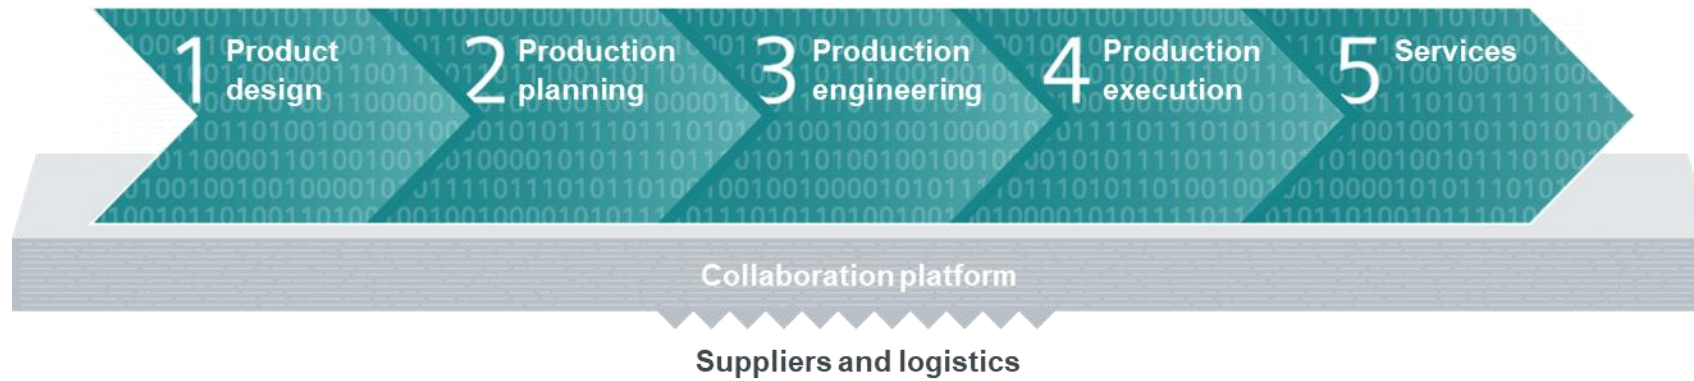 1 Product
design
2 Production
planning
3 Production
engineering
4 Production
execution
5 Services
Collaboration platform
Suppliers and logistics